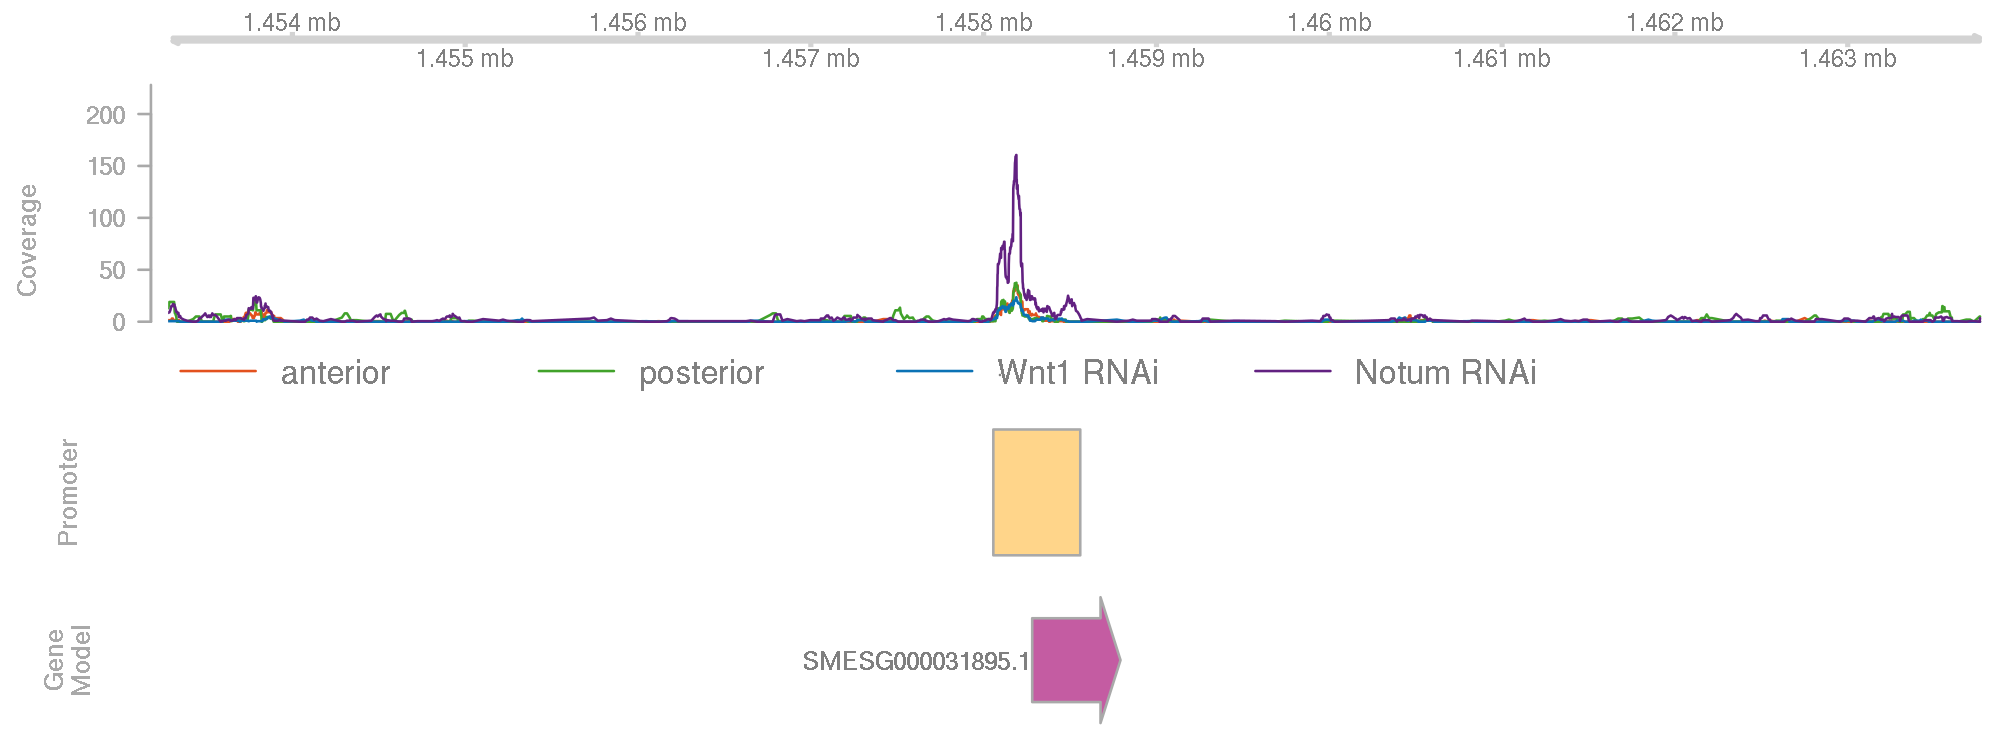 1.454 mb 1.456 mb 1.458 mb 1.46 mb 1.462 mb
1.455 mb 1.457 mb 1.459 mb 1.461 mb 1.463 mb
Coverage
200
150
100
50
0
anterior posterior Wnt1 RNAi Notum RNAi
Promoter
Gene
Model
SMESG000031895.1